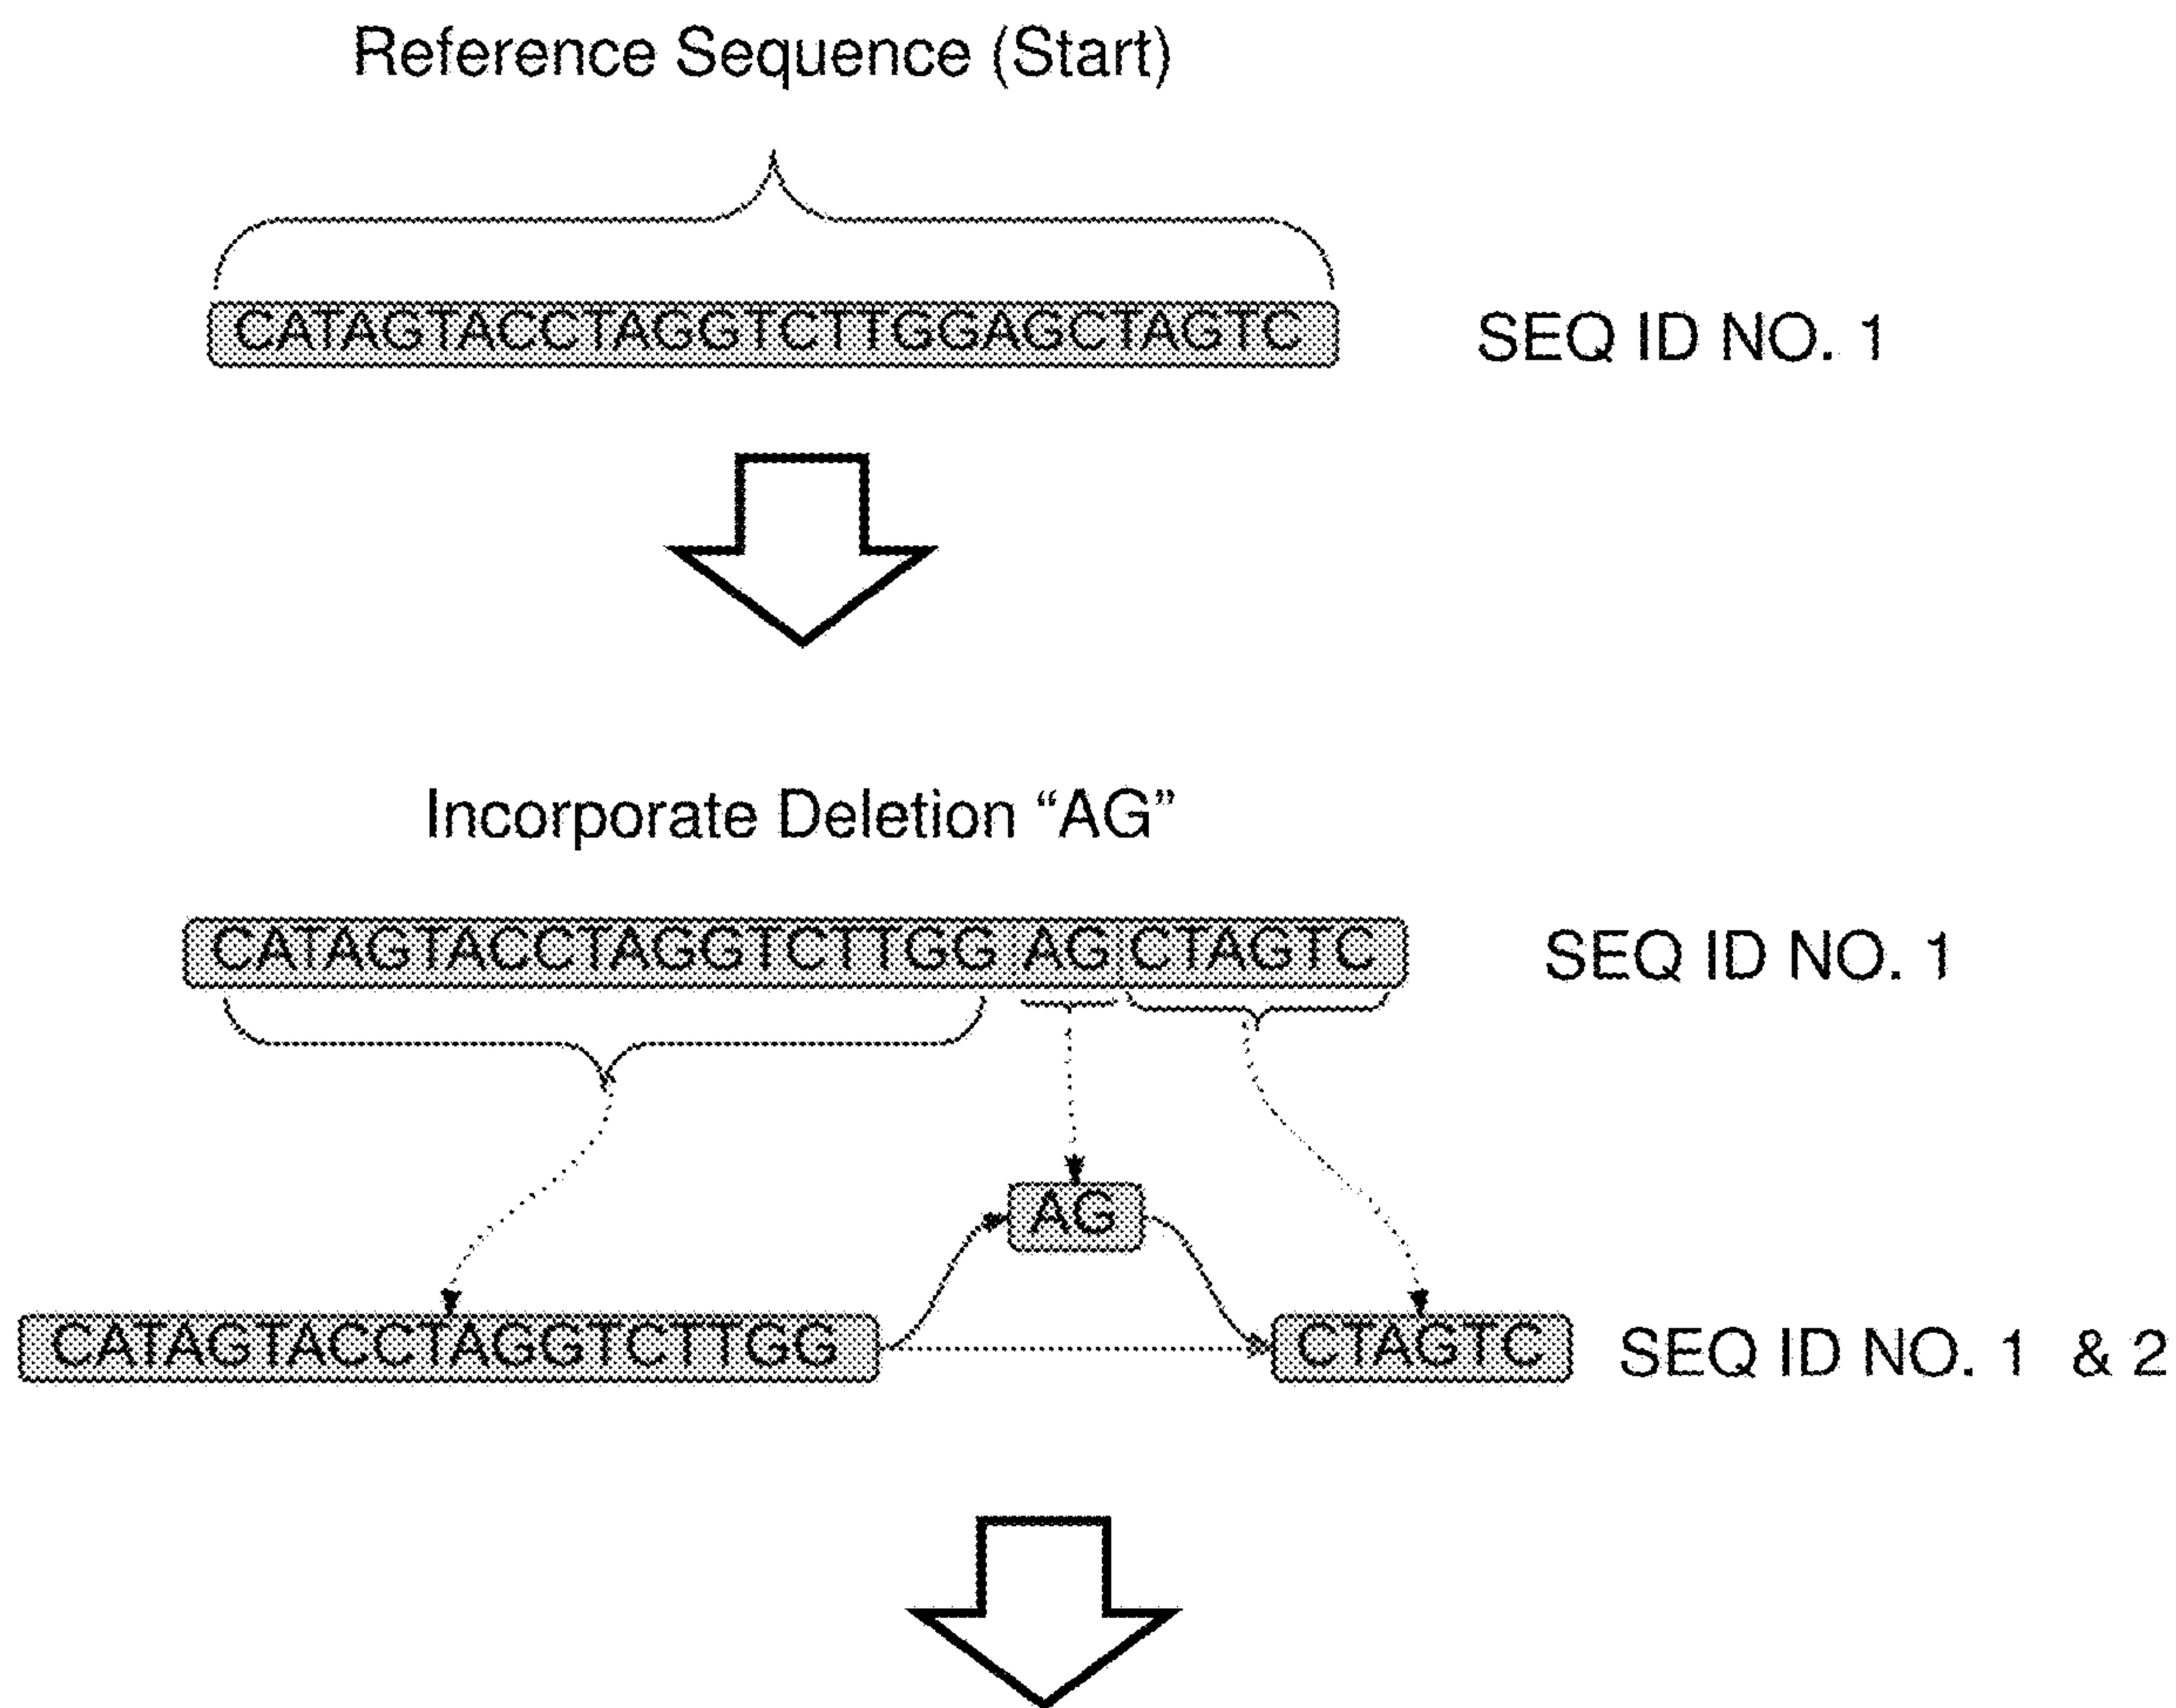 Reference Sequence (Start)
CATAGTACCTAGGTCTTGGAGCTAGTC SEQ ID NO. 1
Incorporate Deletion “AG”
CATAGTACCTAGGTCTTGG AG CTAGTC SEQ ID NO. 1
AG
CATAGTACCTAGGTCTTGG CTAGTC SEQ ID NO. 1 & 2